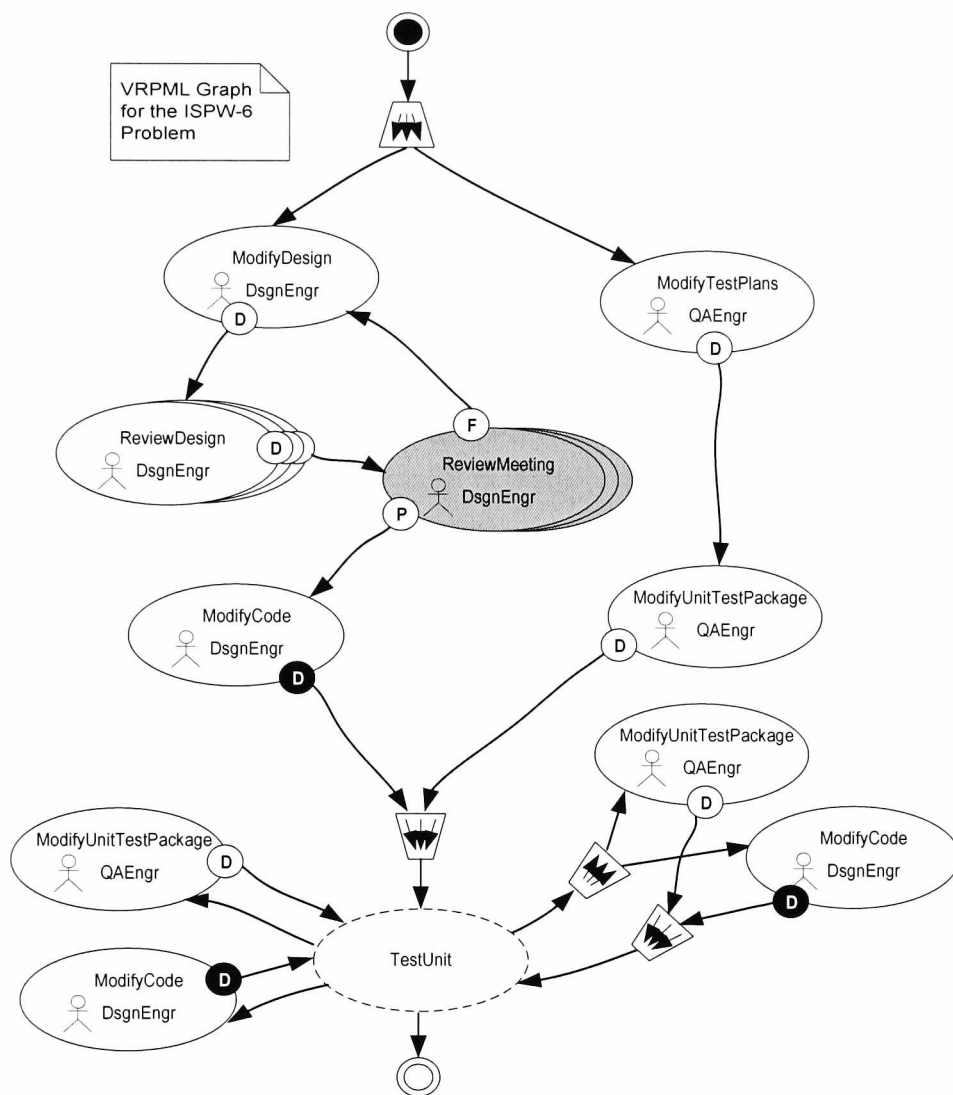 VRPML Graph
for the ISPW-6
Problem
ModifyDesign
DsgnEngr
D
ModifyTestPlans
QAEngr
D
ReviewDesign
DsgnEngr
D
F
ReviewMeeting
DsgnEngr
P
ModifyCode
DsgnEngr
D
ModifyUnitTestPackage
QAEngr
D
ModifyUnitTestPackage
QAEngr
D
ModifyUnitTestPackage
QAEngr
D
ModifyCode
DsgnEngr
D
TestUnit
ModifyCode
DsgnEngr
D